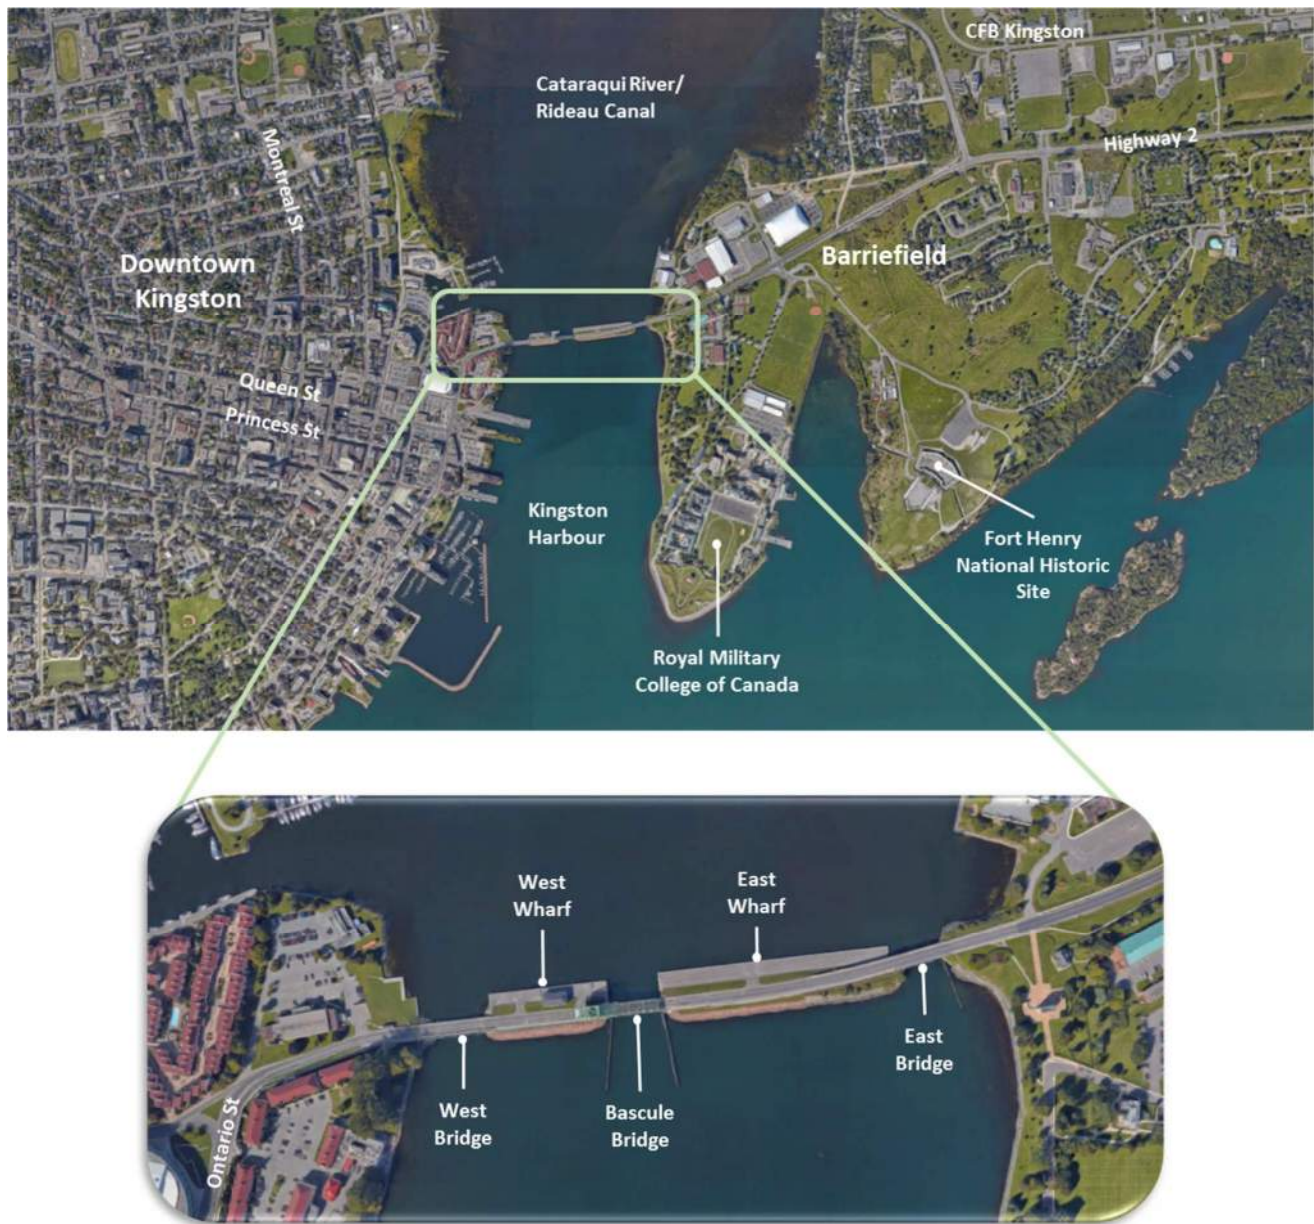 CFB Kingston
Cataraqui River/
Rideau Canal
Highway 2
Montreal St
Downtown
Kingston
Barriefield
Queen St
Princess St
Kingston
Harbour
Fort Henry
National Historic
Site
Royal Military
College of Canada
West
Wharf
East
Wharf
East
Bridge
West
Bridge
Bascule
Bridge
Ontario St